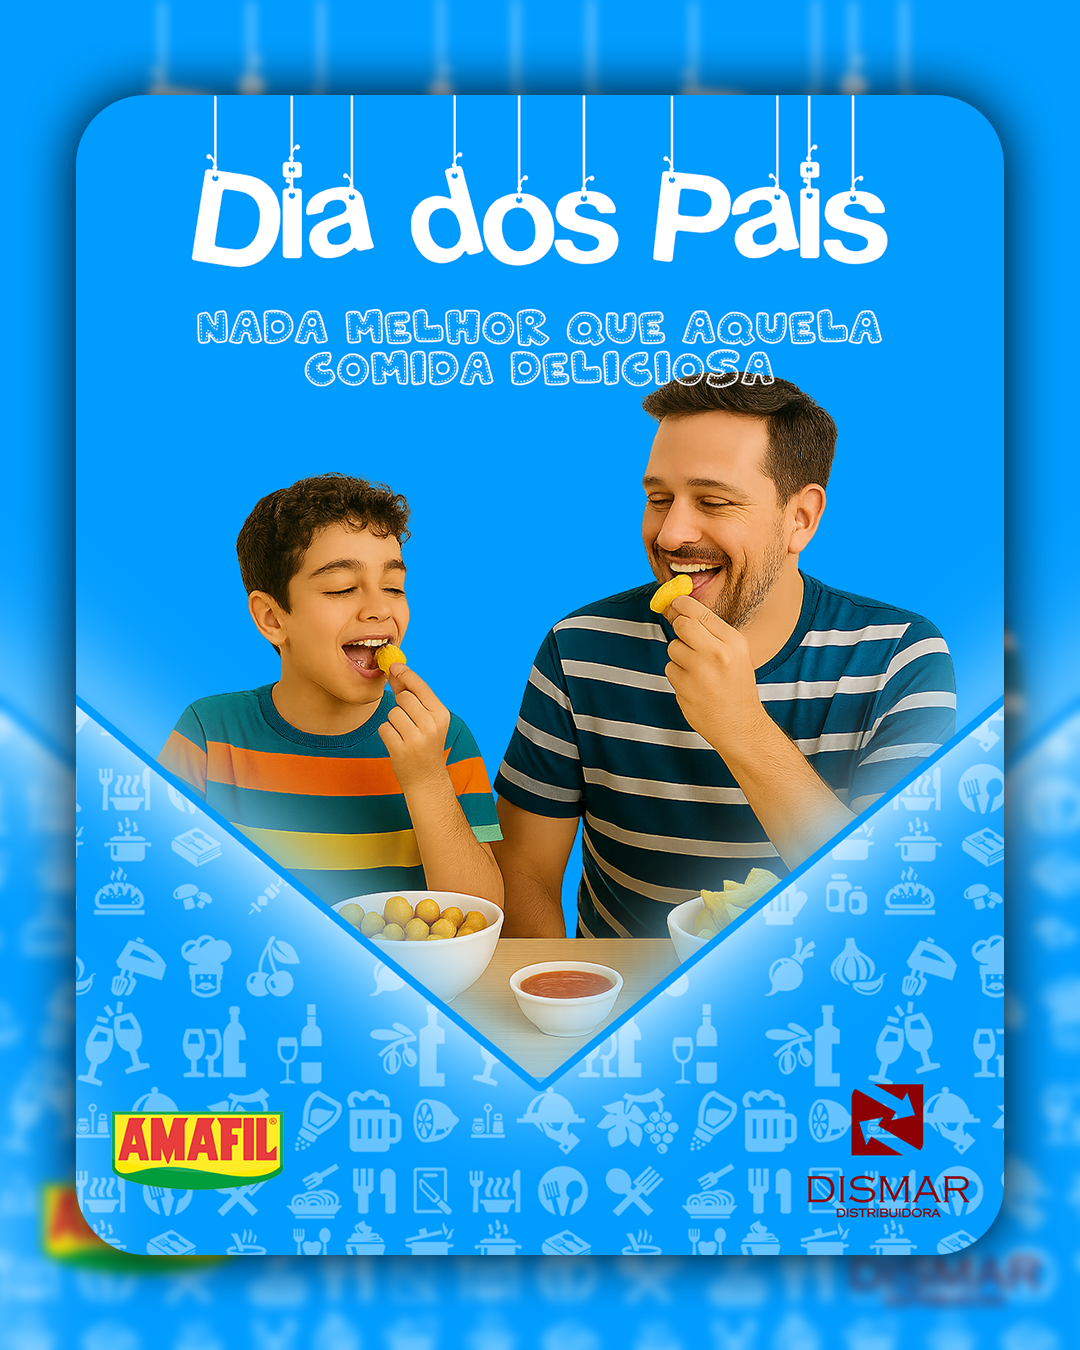 Dia dos Pais
NADA MELHOR QUE AQUELA
COMIDA DELICIOSA
AMAFIL®
DISMAR
DISTRIBUIDORA